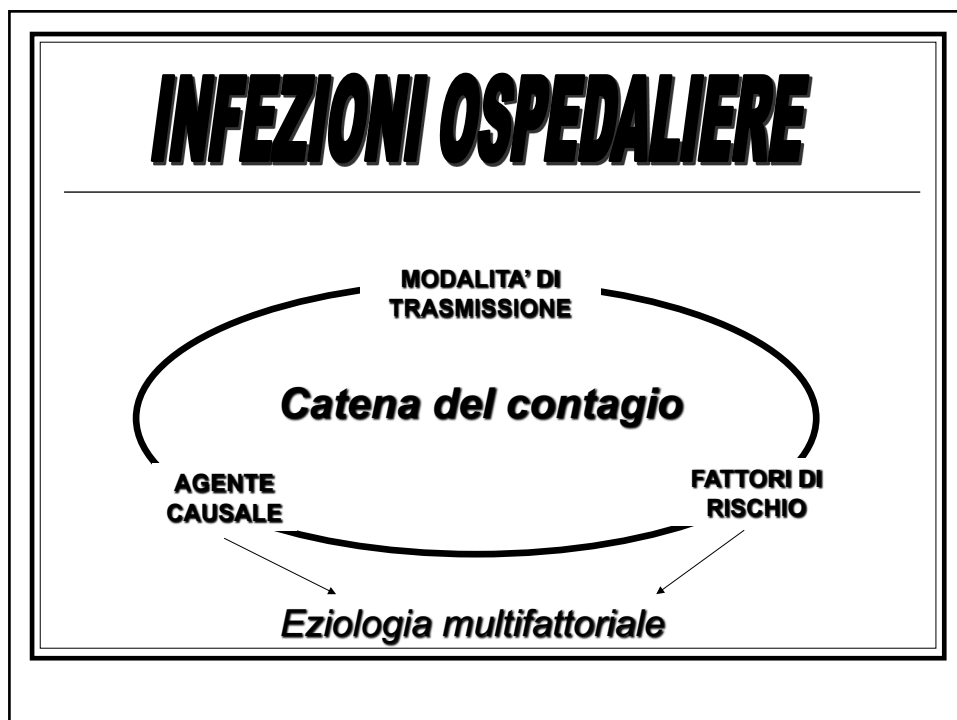 INFEZIONI OSPEDALIERE
MODALITA’ DI
TRASMISSIONE
Catena del contagio
AGENTE
CAUSALE
FATTORI DI
RISCHIO
Eziologia multifattoriale